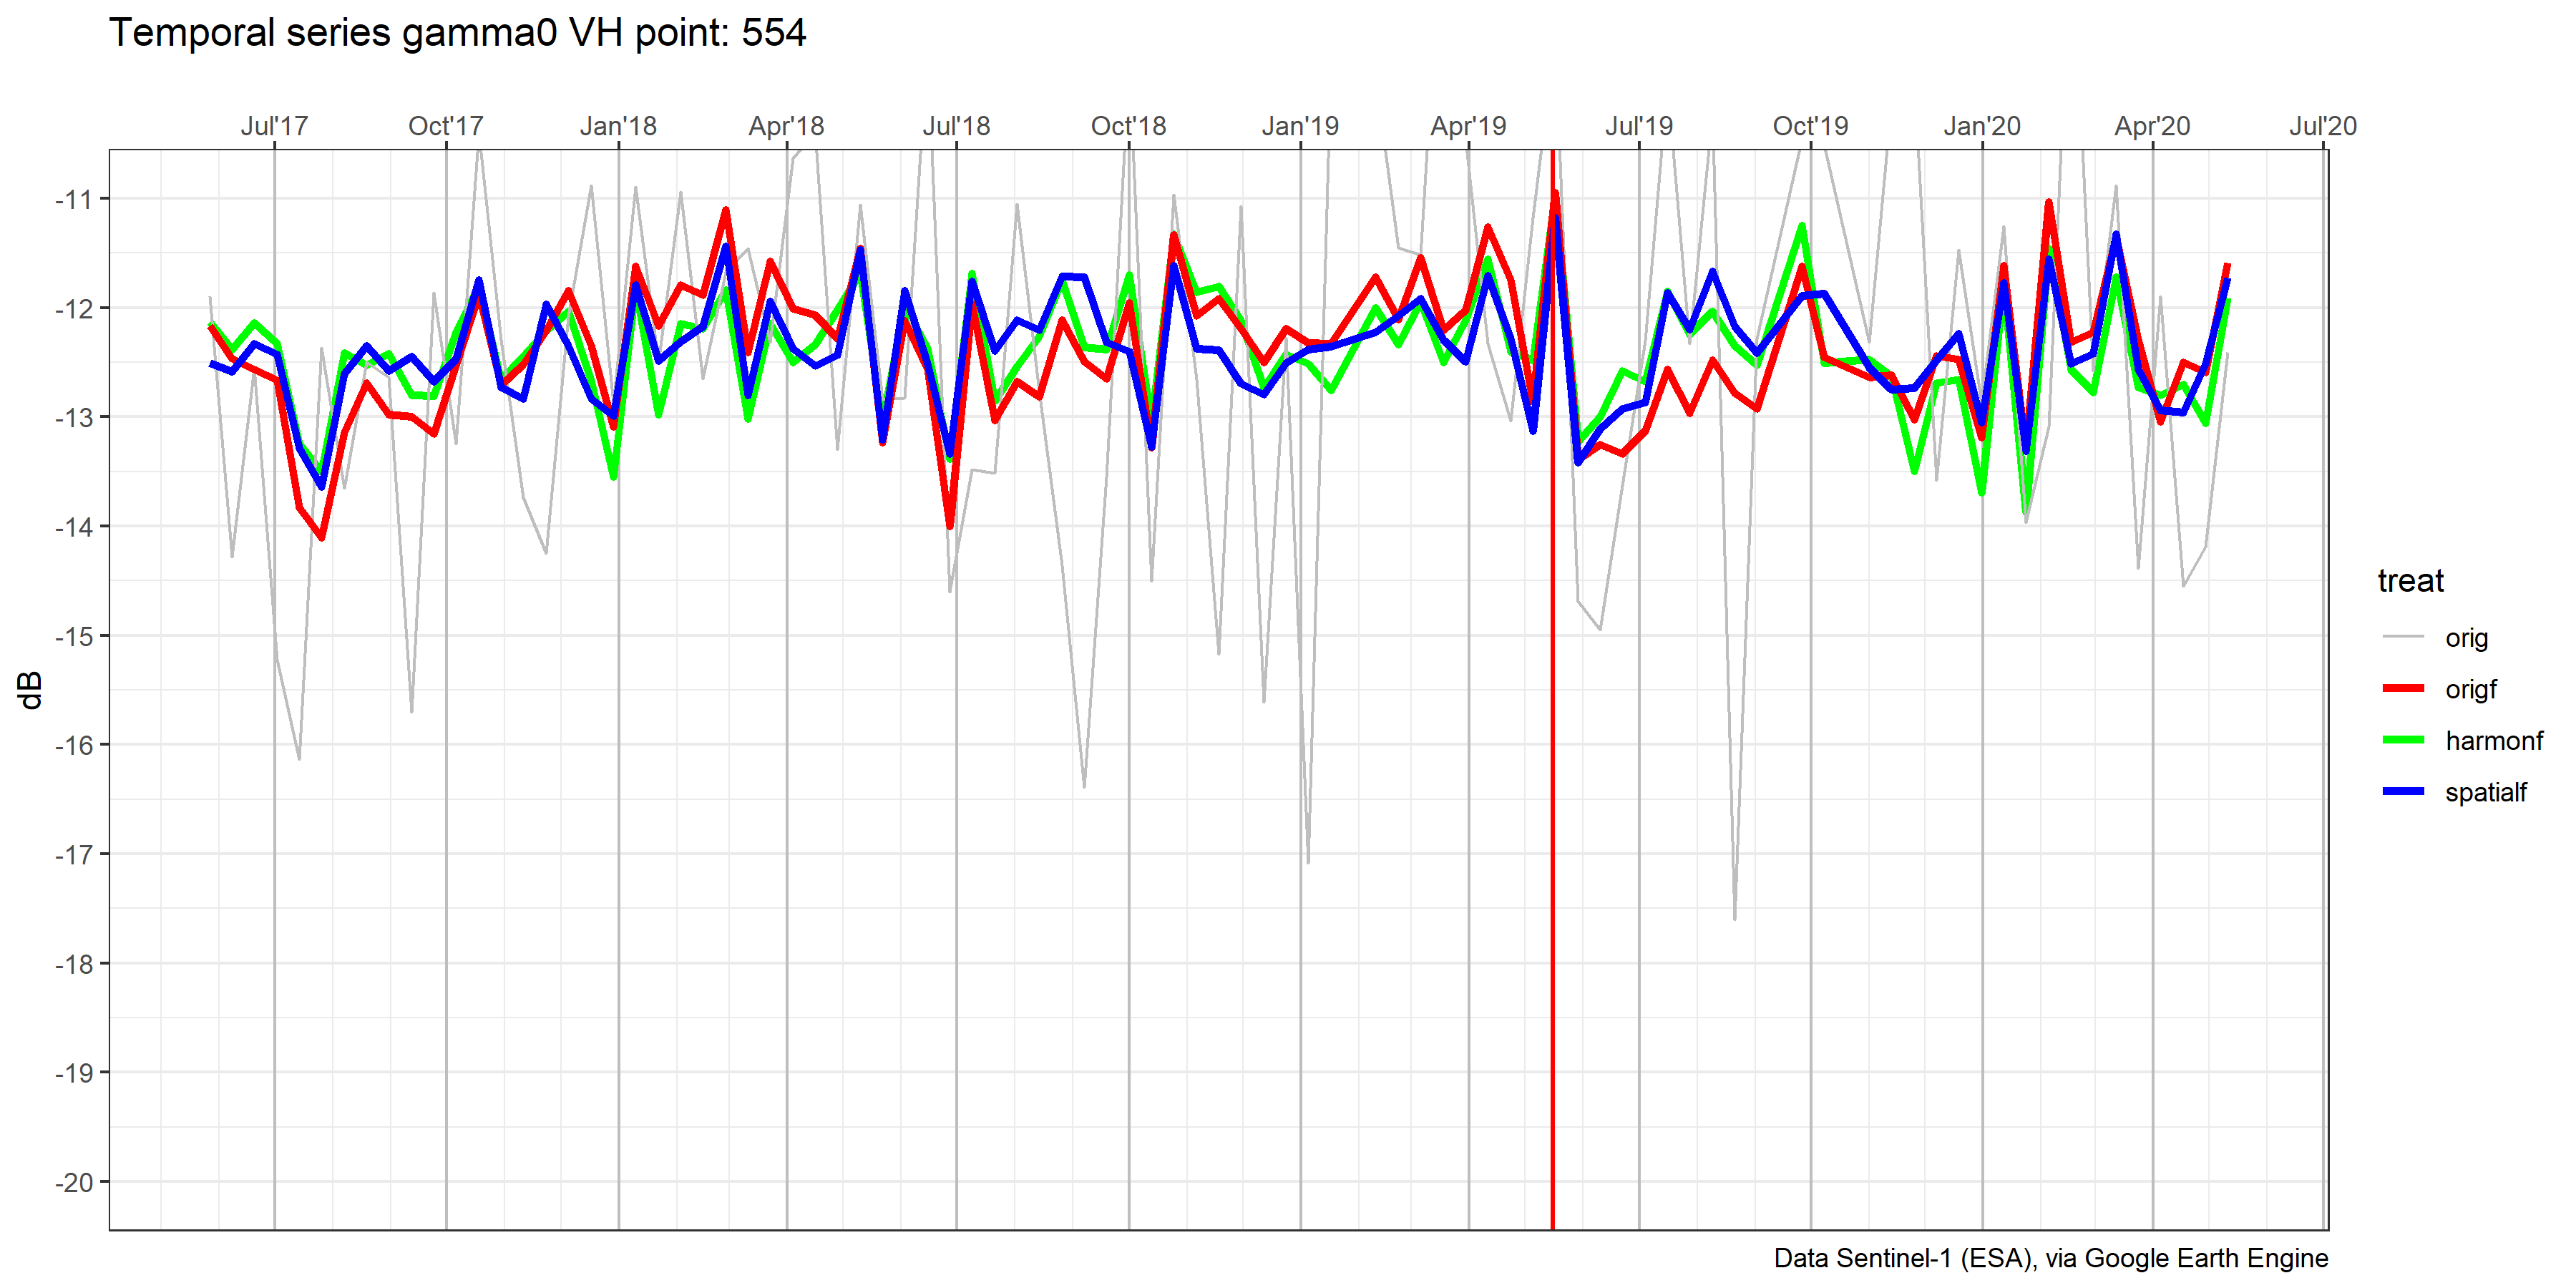 Temporal series gamma0 VH point: 554
Jul'17 Oct'17 Jan'18 Apr'18 Jul'18 Oct'18 Jan'19 Apr'19 Jul'19 Oct'19 Jan'20 Apr'20 Jul'20
-11
-12
-13
-14
-15
-16
-17
-18
-19
-20
dB
treat
orig
origf
harmonf
spatialf
Data Sentinel-1 (ESA), via Google Earth Engine